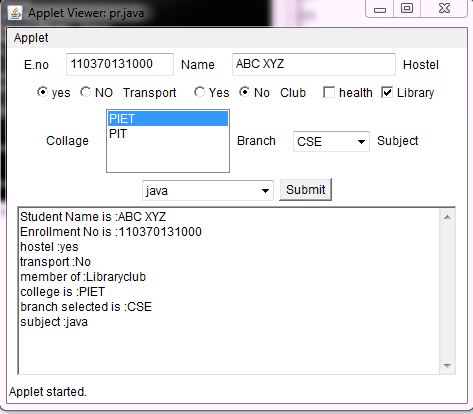 Applet Viewer: pr.java
Applet
E.no 110370131000 Name ABC XYZ Hostel
yes NO Transport Yes No Club health Library
PIET
PIT
Collage Branch CSE Subject
java Submit
Student Name is :ABC XYZ
Enrollment No is :110370131000
hostel :yes
transport :No
member of :Libraryclub
college is :PIET
branch selected is :CSE
subject :java
Applet started.